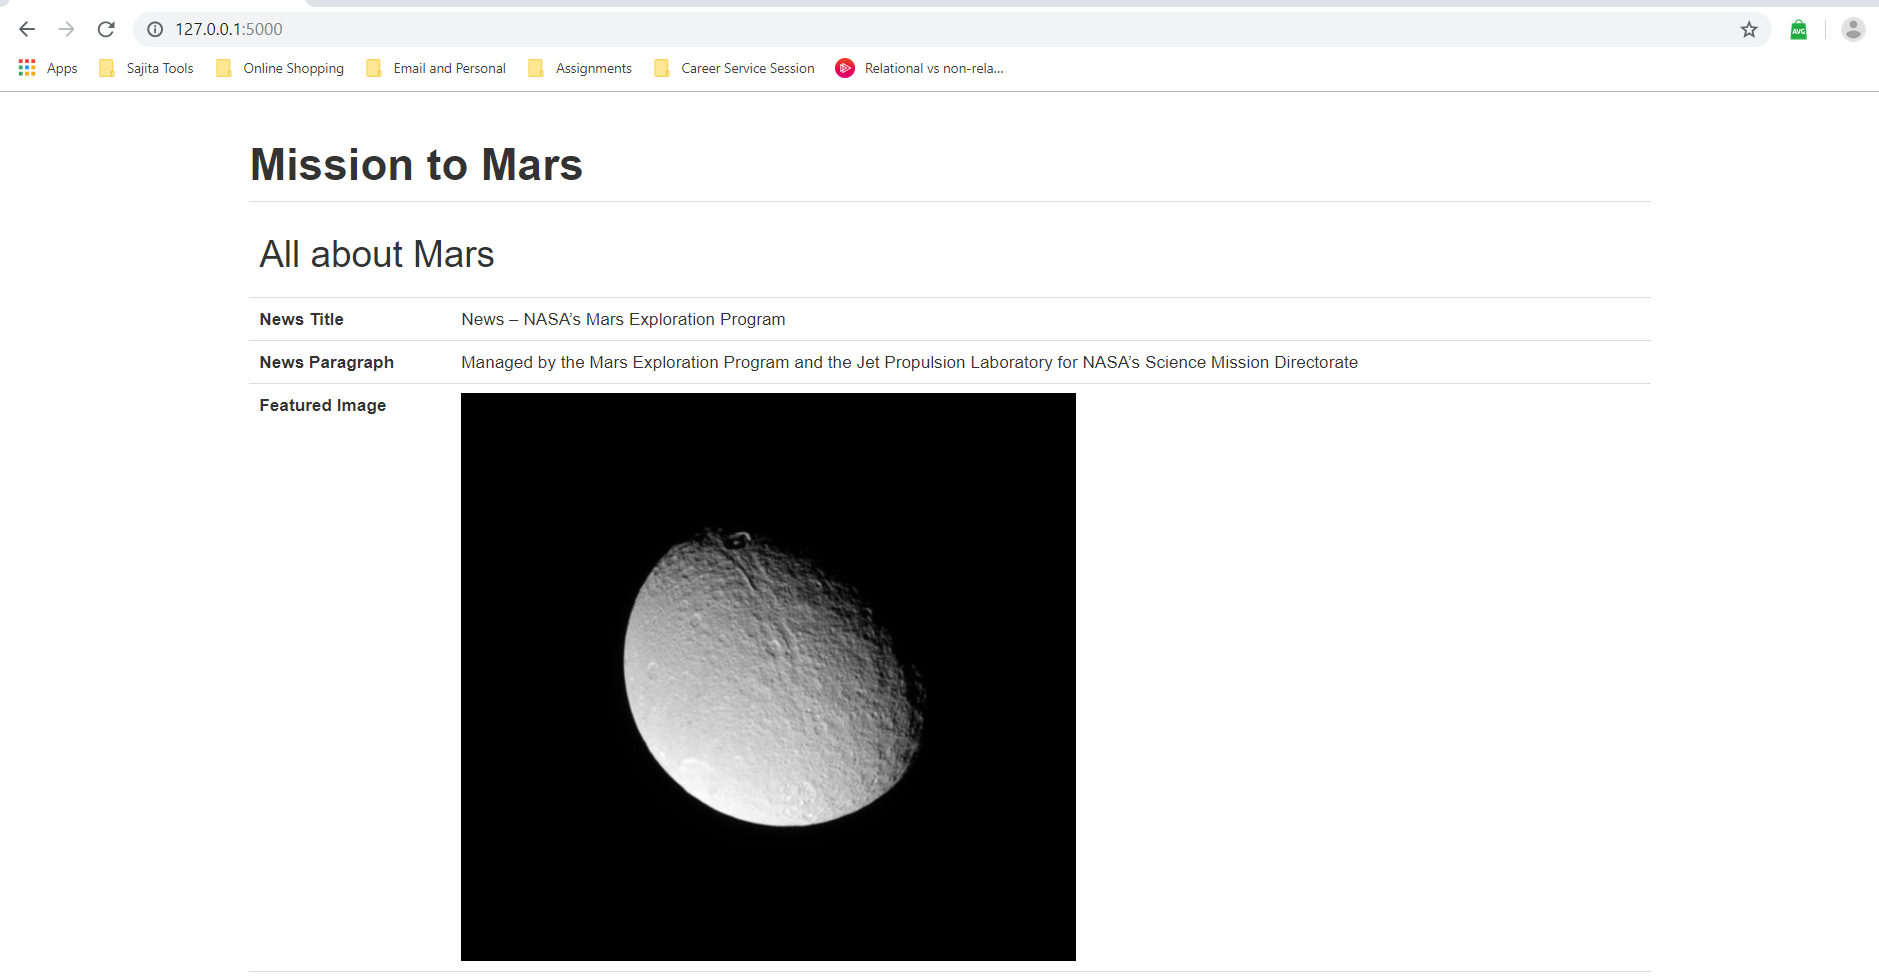 127.0.0.1:5000
AVG
Apps Sajita Tools Online Shopping Email and Personal Assignments Career Service Session Relational vs non-rela...
Mission to Mars
All about Mars
News Title News – NASA’s Mars Exploration Program
News Paragraph Managed by the Mars Exploration Program and the Jet Propulsion Laboratory for NASA’s Science Mission Directorate
Featured Image